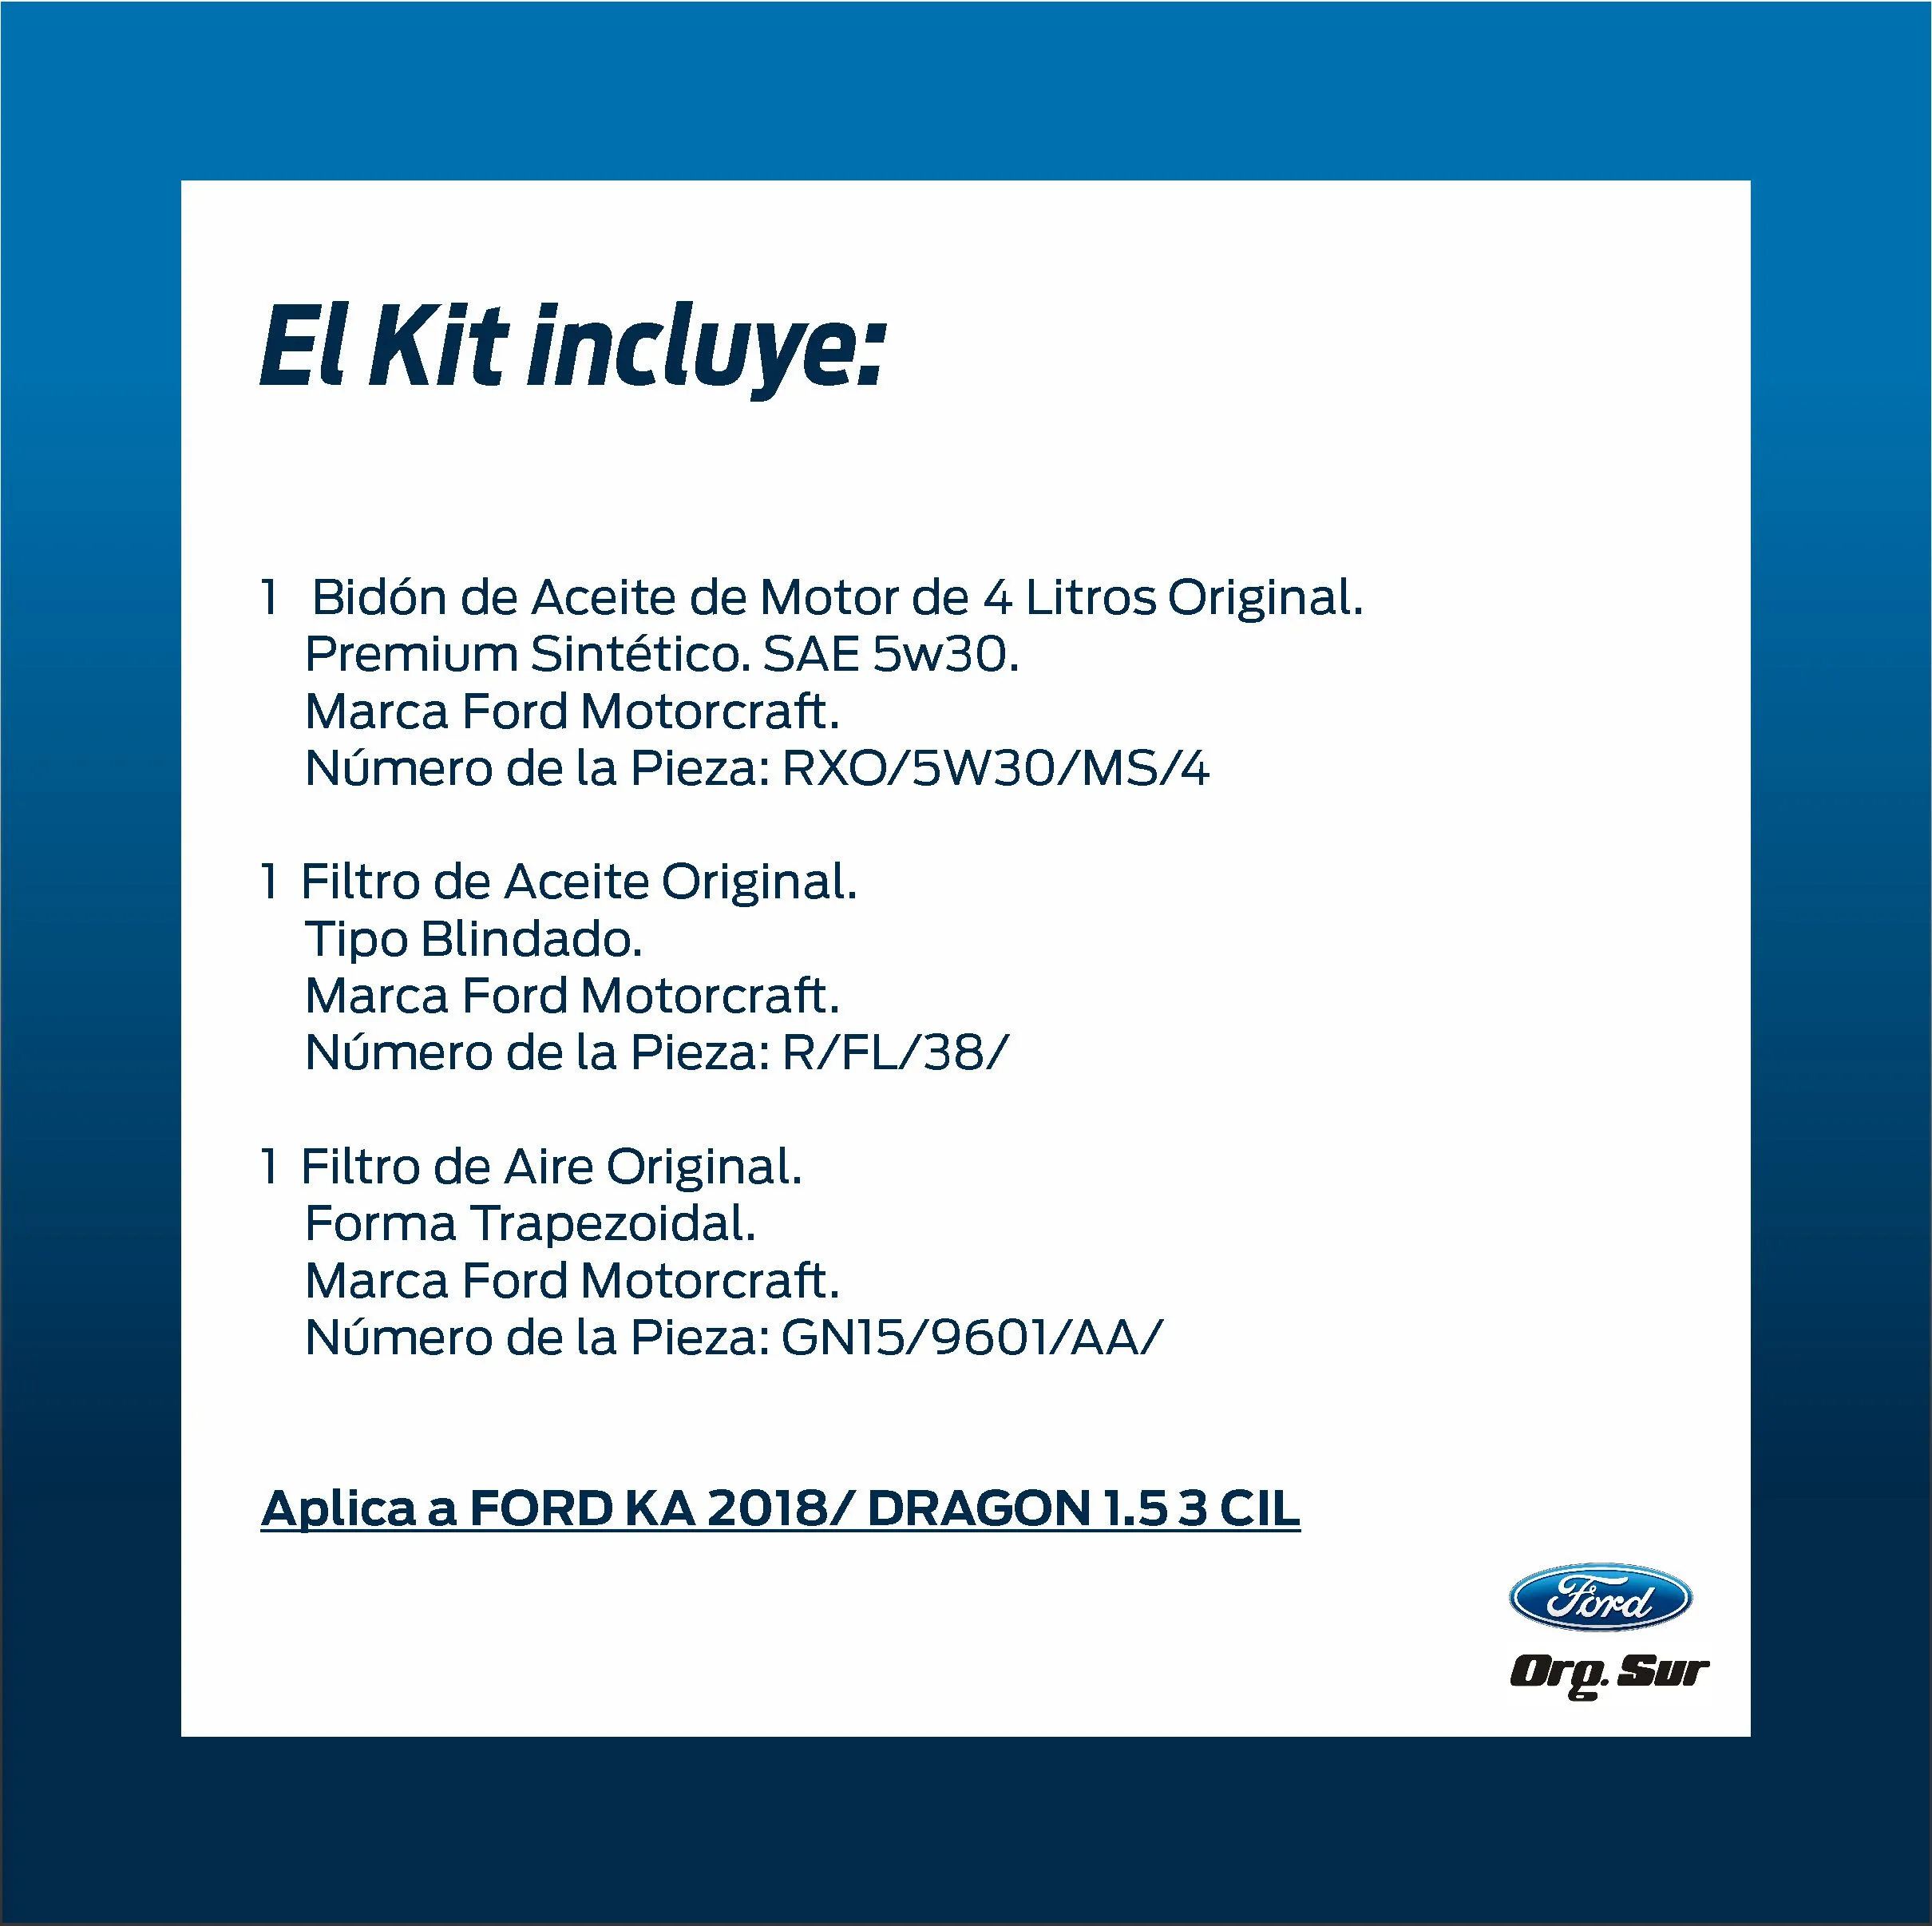 El Kit incluye:
1 Bidón de Aceite de Motor de 4 Litros Original.
Premium Sintético. SAE 5w30.
Marca Ford Motorcraft.
Número de la Pieza: RXO/5W30/MS/4
1 Filtro de Aceite Original.
Tipo Blindado.
Marca Ford Motorcraft.
Número de la Pieza: R/FL/38/
1 Filtro de Aire Original.
Forma Trapezoidal.
Marca Ford Motorcraft.
Número de la Pieza: GN15/9601/AA/
Aplica a FORD KA 2018/ DRAGON 1.5 3 CIL
Ford
Org. Sur